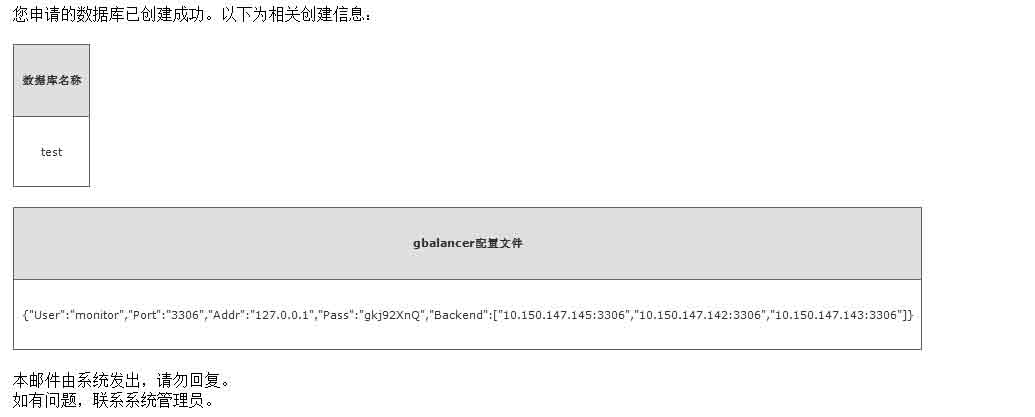 您申请的数据库已创建成功。以下为相关创建信息：
数据库名称
test
gbalancer配置文件
{"User":"monitor","Port":"3306","Addr":"127.0.0.1","Pass":"gkj92XnQ","Backend":["10.150.147.145:3306","10.150.147.142:3306","10.150.147.143:3306"]}
本邮件由系统发出，请勿回复。
如有问题，联系系统管理员。